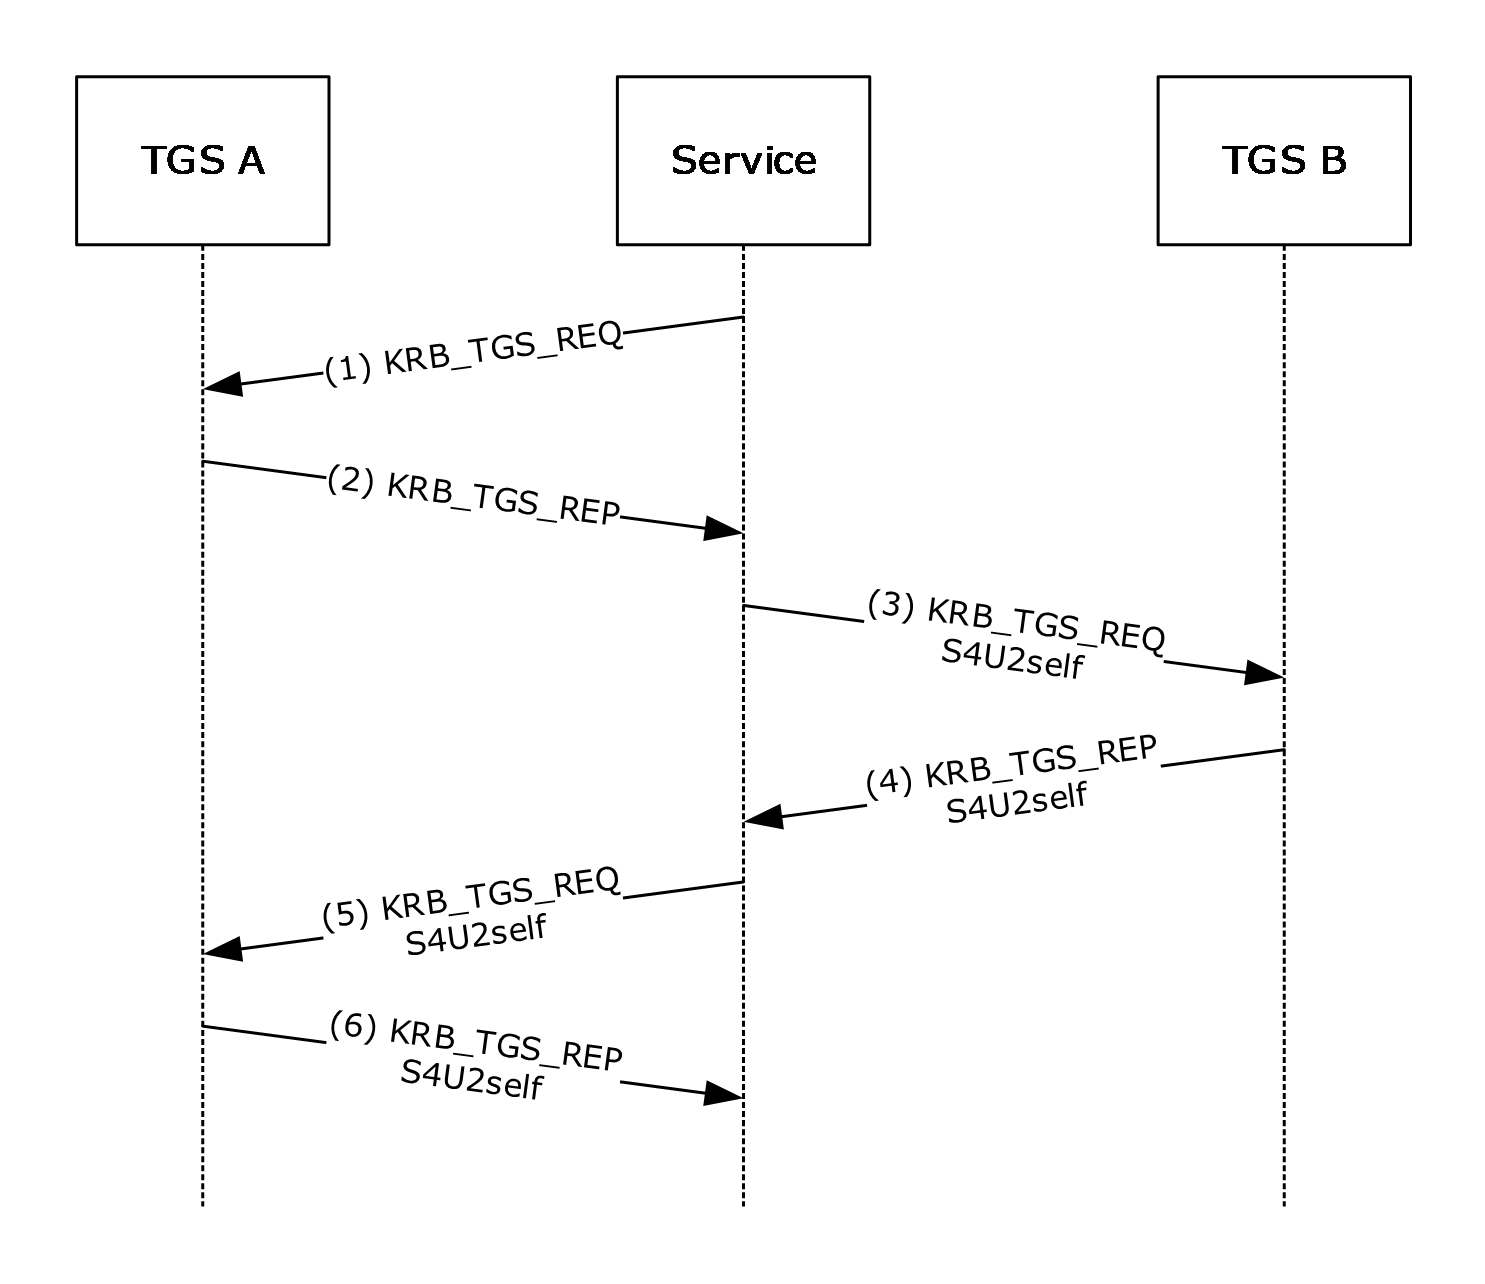 TGS A
Service
TGS B
(1) KRB_TGS_REQ
(2) KRB_TGS_REP
(3) KRB_TGS_REQ
S4U2self
(4) KRB_TGS_REP
S4U2self
(5) KRB_TGS_REQ
S4U2self
(6) KRB_TGS_REP
S4U2self